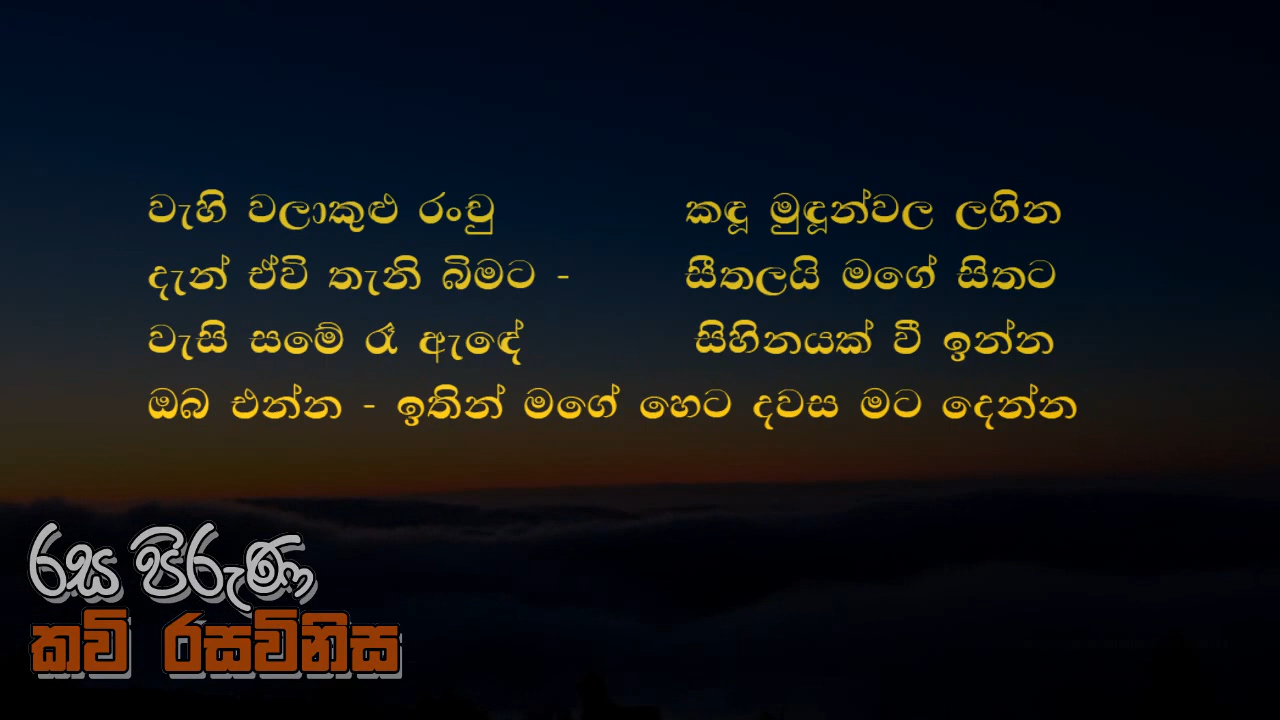 වැහි වලාකුළු රංචු කඳූ මුඳූන්වල ලගින
දැන් ඒවි තැනි බිමට - සීතලයි මගේ සිතට
වැසි සමේ රෑ ඇඳේ සිහිනයක් වී ඉන්න
ඔබ එන්න - ඉතින් මගේ හෙට දවස මට දෙන්න
රස පිරුණ
කවි රසවිනිස